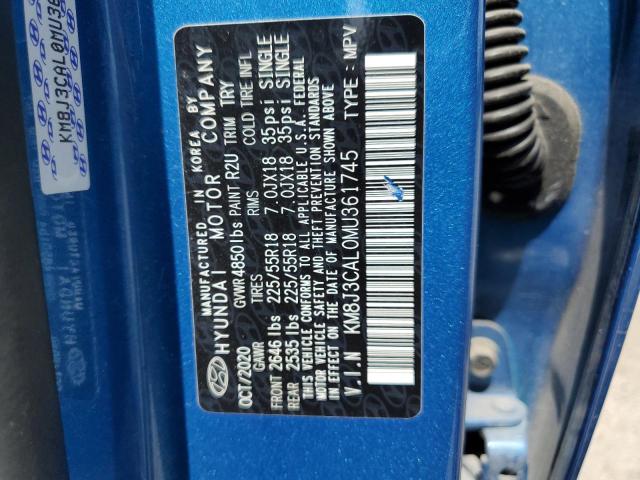 KM8J3CAL0MU36
MANUFACTURED IN KOREA BY
HYUNDAI MOTOR COMPANY
OCT/2020 GVWR 4850lbs PAINT R2U TRIM TRY
GAWR TIRES RIMS COLD TIRE INFL
FRONT 2646 lbs 225/55R18 7.0JX18 35psi SINGLE
REAR 2535 lbs 225/55R18 7.0JX18 35psi SINGLE
THIS VEHICLE CONFORMS TO ALL APPLICABLE U.S.A. FEDERAL
MOTOR VEHICLE SAFETY AND THEFT PREVENTION STANDARDS
IN EFFECT ON THE DATE OF MANUFACTURE SHOWN ABOVE
V.I.N KM8J3CAL0MU361745 TYPE : MPV